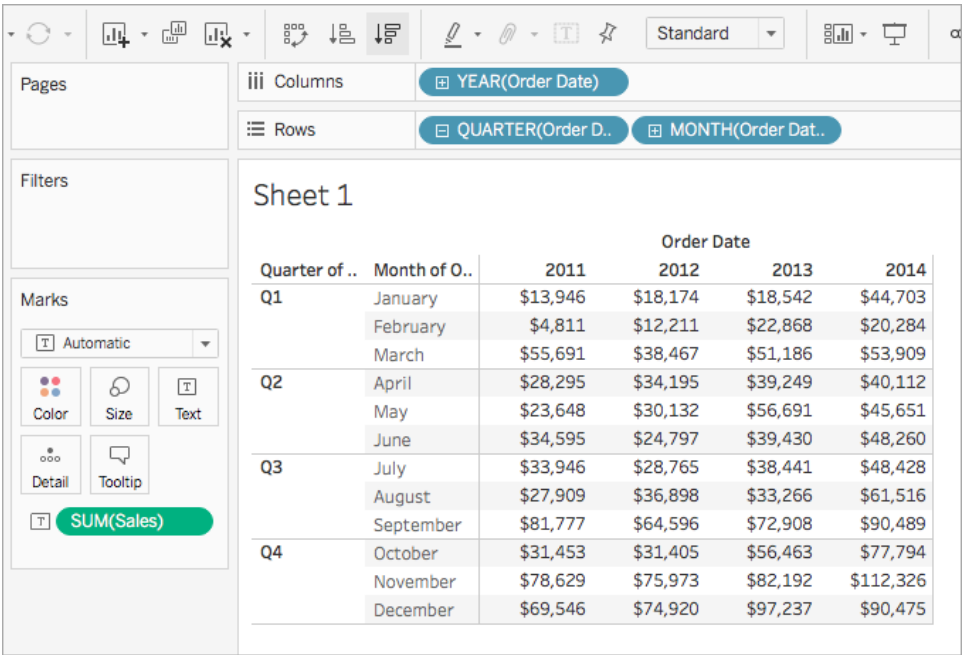 Standard
Pages
Columns
YEAR(Order Date)
Rows
QUARTER(Order D..
MONTH(Order Dat..
Filters
Sheet 1
Order Date
Quarter of .. Month of O.. 2011 2012 2013 2014
Q1 January $13,946 $18,174 $18,542 $44,703
February $4,811 $12,211 $22,868 $20,284
March $55,691 $38,467 $51,186 $53,909
Q2 April $28,295 $34,195 $39,249 $40,112
May $23,648 $30,132 $56,691 $45,651
June $34,595 $24,797 $39,430 $48,260
Q3 July $33,946 $28,765 $38,441 $48,428
August $27,909 $36,898 $33,266 $61,516
September $81,777 $64,596 $72,908 $90,489
Q4 October $31,453 $31,405 $56,463 $77,794
November $78,629 $75,973 $82,192 $112,326
December $69,546 $74,920 $97,237 $90,475
Marks
T Automatic
T
Color Size Text
Detail Tooltip
T SUM(Sales)